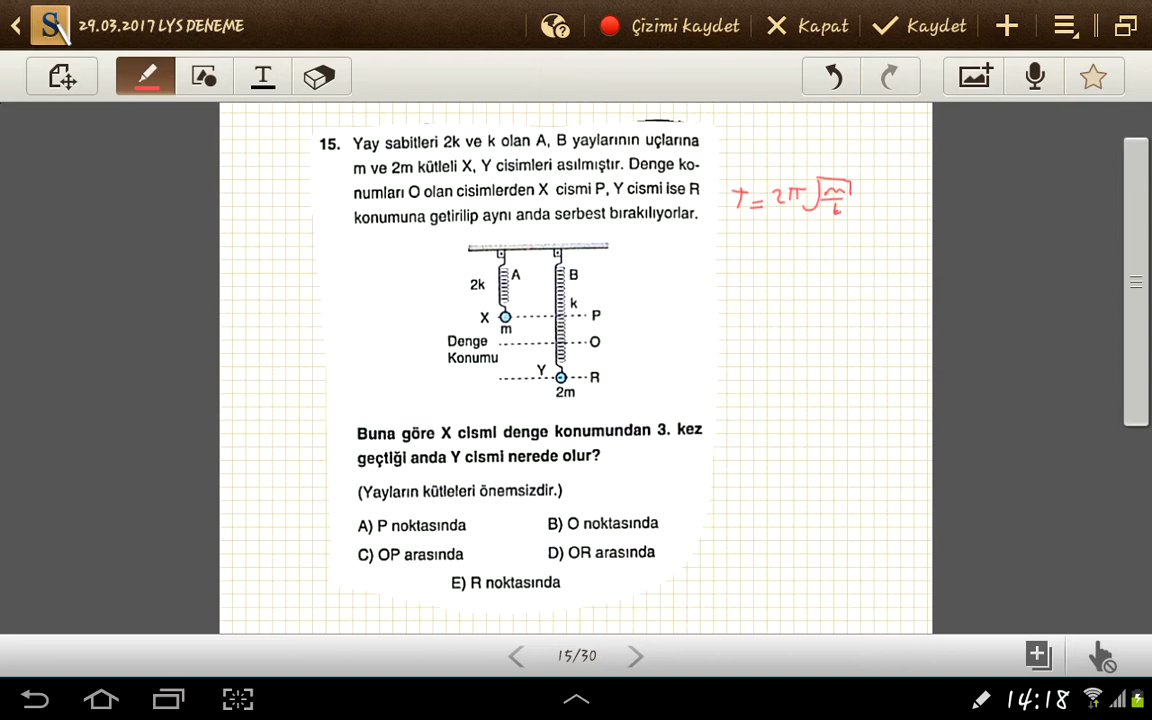 29.03.2017 LYS DENEME
Çizimi kaydet
Kapat
Kaydet
T
15. Yay sabitleri 2k ve k olan A, B yaylarının uçlarına
m ve 2m kütleli X, Y cisimleri asılmıştır. Denge ko-
numları O olan cisimlerden X cismi P, Y cismi ise R
konumuna getirilip aynı anda serbest bırakılıyorlar.
T = 2π√m/k
A
B
2k
k
X
P
m
Denge
Konumu
O
Y
R
2m
Buna göre X cismi denge konumundan 3. kez
geçtiği anda Y cismi nerede olur?
(Yayların kütleleri önemsizdir.)
A) P noktasında
B) O noktasında
C) OP arasında
D) OR arasında
E) R noktasında
15/30
14:18